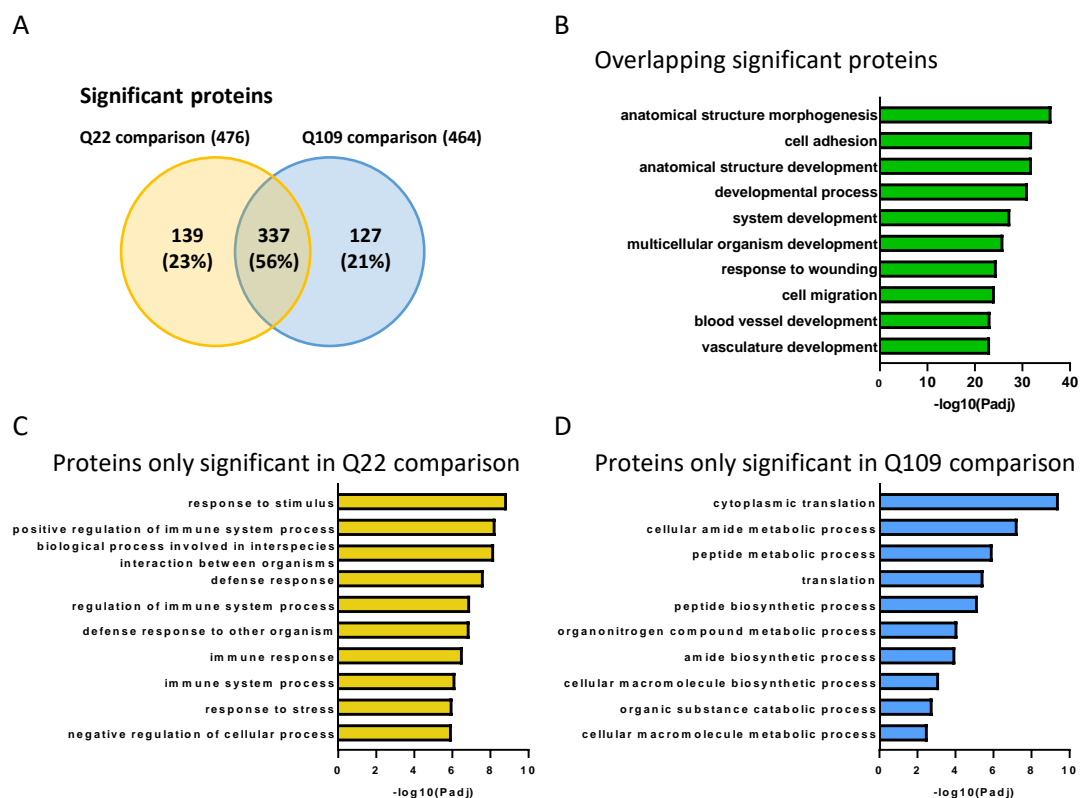 A
Significant proteins
Q22 comparison (476)
Q109 comparison (464)
139
(23%)
337
(56%)
127
(21%)
B
Overlapping significant proteins
anatomical structure morphogenesis
cell adhesion
anatomical structure development
developmental process
system development
multicellular organism development
response to wounding
cell migration
blood vessel development
vasculature development
0 10 20 30 40
-log10(Padj)
C
Proteins only significant in Q22 comparison
response to stimulus
positive regulation of immune system process
biological process involved in interspecies
interaction between organisms
defense response
regulation of immune system process
defense response to other organism
immune response
immune system process
response to stress
negative regulation of cellular process
0 2 4 6 8 10
-log10(Padj)
D
Proteins only significant in Q109 comparison
cytoplasmic translation
cellular amide metabolic process
peptide metabolic process
translation
peptide biosynthetic process
organonitrogen compound metabolic process
amide biosynthetic process
cellular macromolecule biosynthetic process
organic substance catabolic process
cellular macromolecule metabolic process
0 2 4 6 8 10
-log10(Padj)